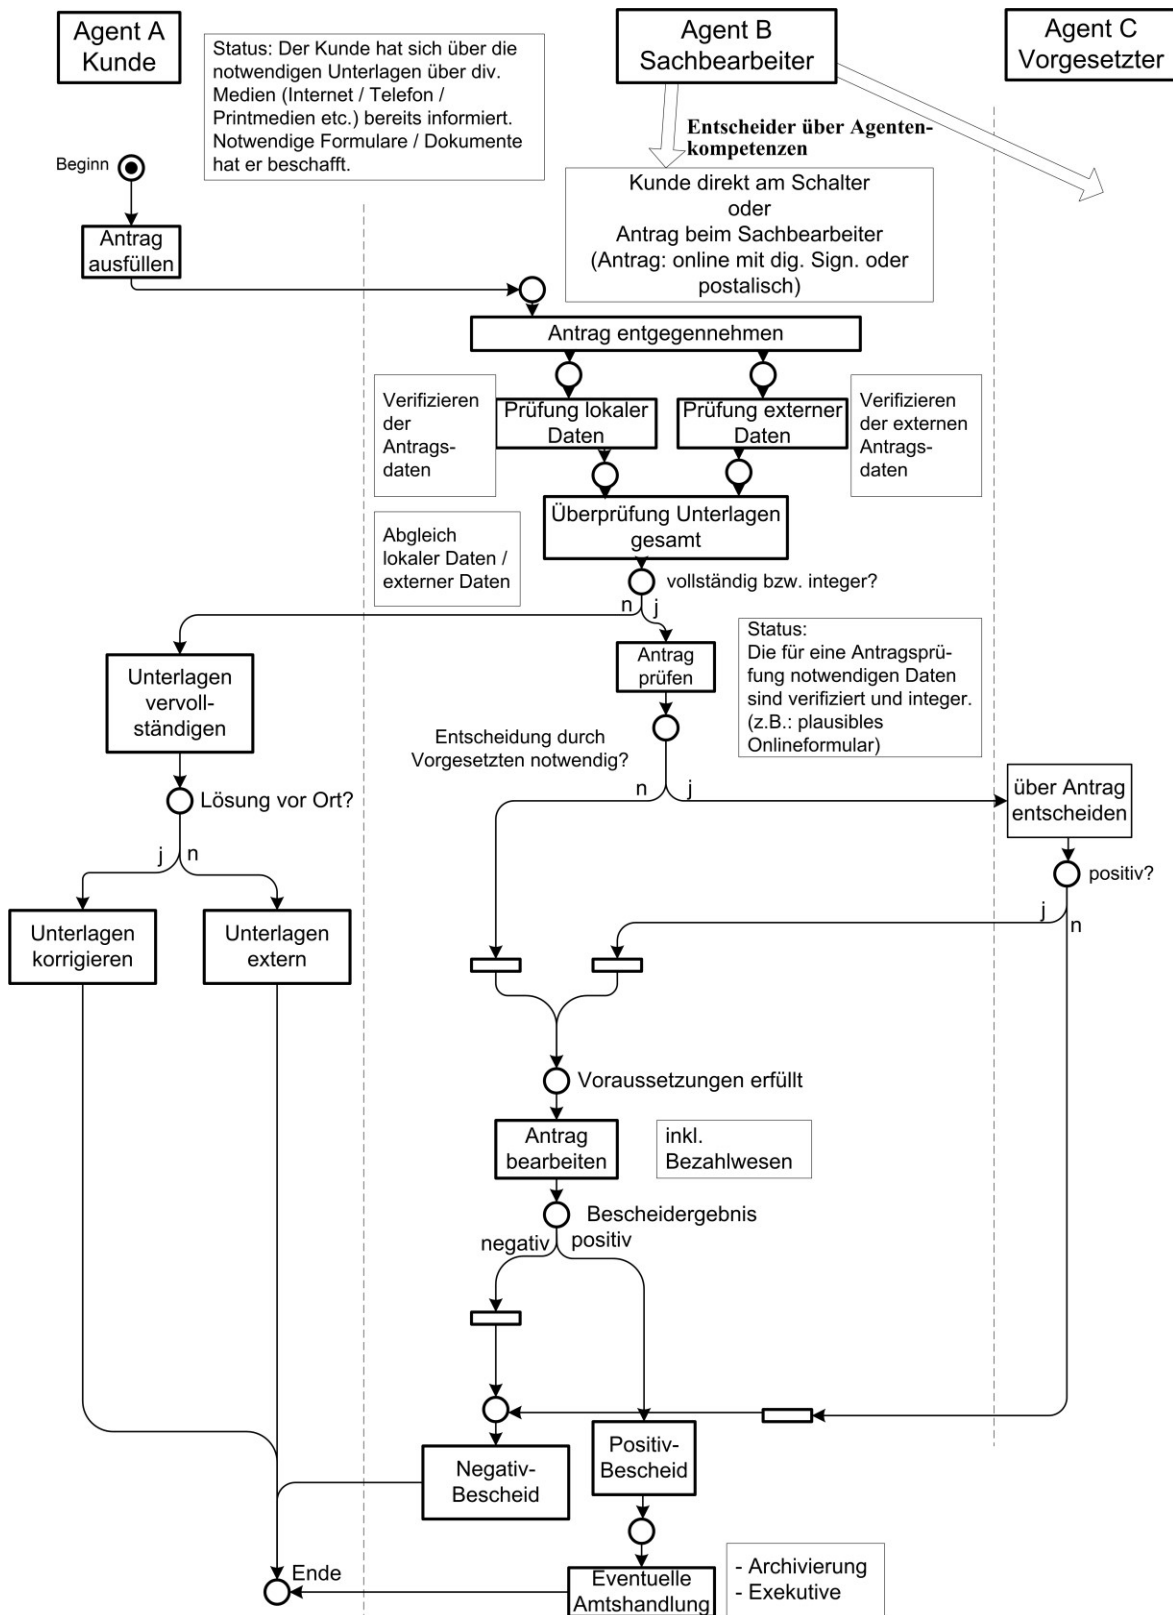 Agent A
Kunde
Status: Der Kunde hat sich über die
notwendigen Unterlagen über div.
Medien (Internet / Telefon /
Printmedien etc.) bereits informiert.
Notwendige Formulare / Dokumente
hat er beschafft.
Agent B
Sachbearbeiter
Agent C
Vorgesetzter
Entscheider über Agenten-
kompetenzen
Beginn
Kunde direkt am Schalter
oder
Antrag beim Sachbearbeiter
(Antrag: online mit dig. Sign. oder
postalisch)
Antrag
ausfüllen
Antrag entgegennehmen
Verifizieren
der
Antrags-
daten
Prüfung lokaler
Daten
Prüfung externer
Daten
Verifizieren
der externen
Antrags-
daten
Überprüfung Unterlagen
gesamt
Abgleich
lokaler Daten /
externer Daten
vollständig bzw. integer?
n
j
Status:
Die für eine Antragsprü-
fung notwendigen Daten
sind verifiziert und integer.
(z.B.: plausibles
Onlineformular)
Antrag
prüfen
Unterlagen
vervoll-
ständigen
Entscheidung durch
Vorgesetzten notwendig?
n
j
über Antrag
entscheiden
Lösung vor Ort?
j
n
positiv?
j
n
Unterlagen
korrigieren
Unterlagen
extern
Voraussetzungen erfüllt
Antrag
bearbeiten
inkl.
Bezahlwesen
Bescheidergebnis
negativ
positiv
Positiv-
Bescheid
Negativ-
Bescheid
Ende
Eventuelle
Amtshandlung
- Archivierung
- Exekutive